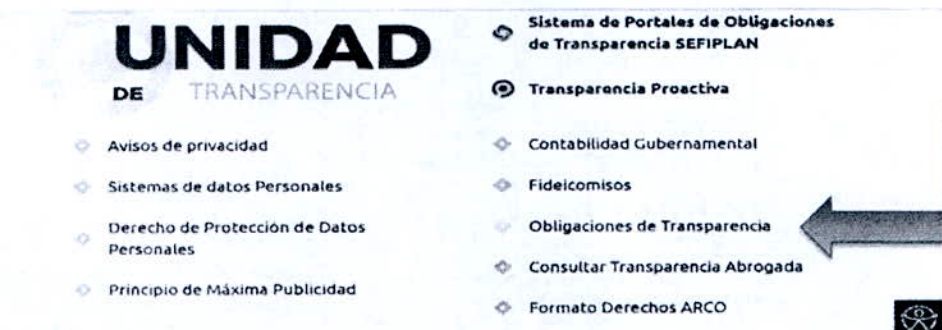 UNIDAD
DE TRANSPARENCIA
Avisos de privacidad
Sistemas de datos Personales
Derecho de Protección de Datos
Personales
Principio de Máxima Publicidad
Sistema de Portales de Obligaciones
de Transparencia SEFIPLAN
Transparencia Proactiva
Contabilidad Gubernamental
Fideicomisos
Obligaciones de Transparencia
Consultar Transparencia Abrogada
Formato Derechos ARCO